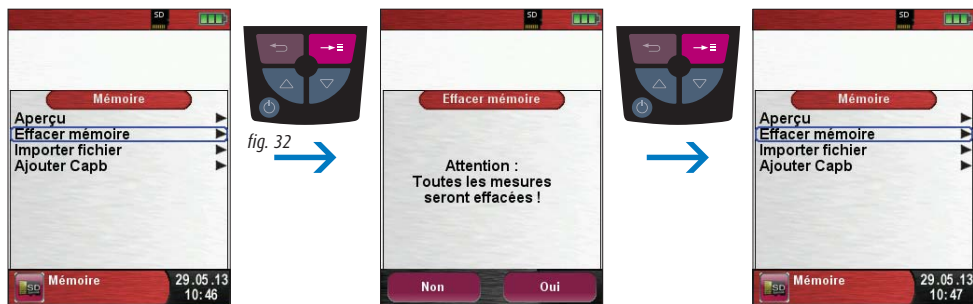 SD
Mémoire
Aperçu
Effacer mémoire
Importer fichier
Ajouter Capb
SD
Mémoire
29.05.13
10:46
fig. 32
SD
Effacer mémoire
Attention :
Toutes les mesures
seront effacées !
Non
Oui
SD
Mémoire
Aperçu
Effacer mémoire
Importer fichier
Ajouter Capb
SD
Mémoire
29.05.13
10:47